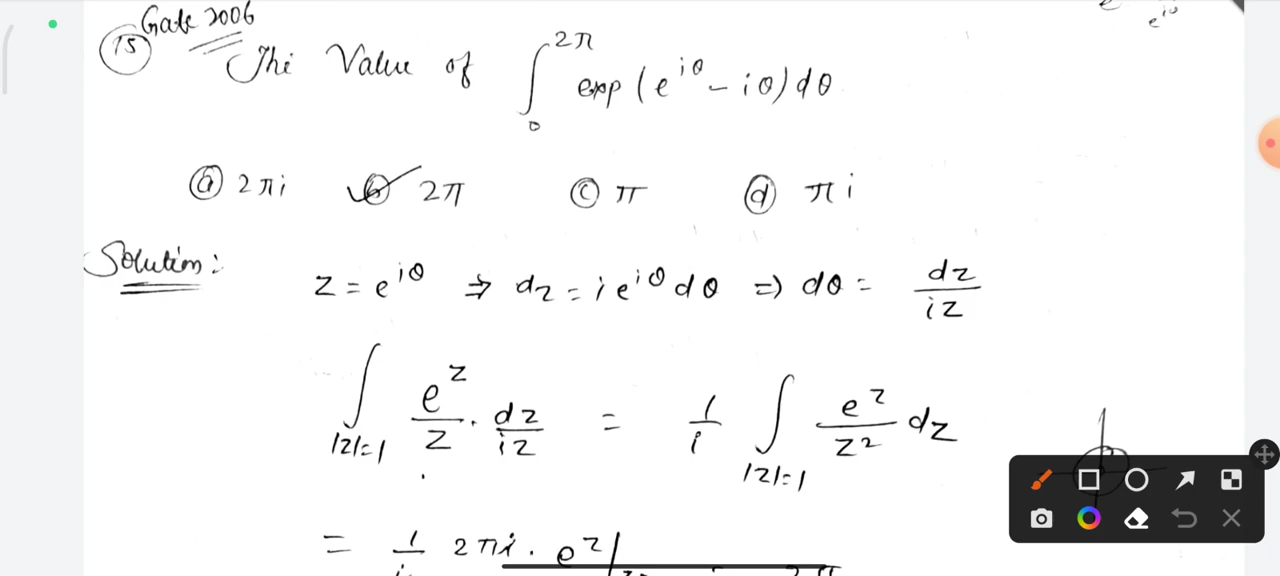 Gate 2006
(15) The Value of ∫₀^{2π} exp(e^{iθ} - iθ)dθ
(a) 2πi (b) 2π (c) π (d) πi
Solution: z = e^{iθ} ⇒ dz = i e^{iθ} dθ ⇒ dθ = dz/iz
∫_{|z|=1} e^z/z · dz/iz = 1/i ∫_{|z|=1} e^z/z² dz
= 1/i 2πi · e^z|